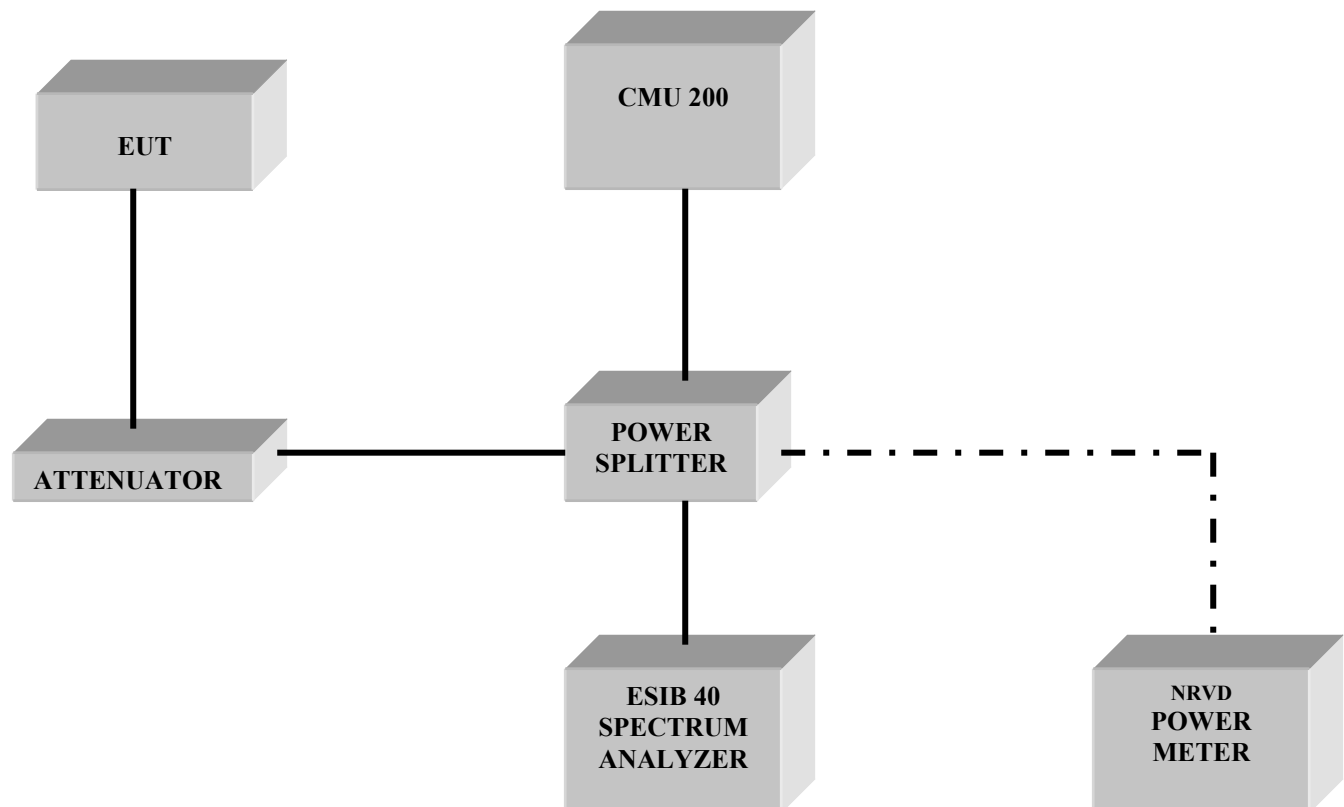 CMU 200
EUT
POWER
SPLITTER
ATTENUATOR
ESIB 40
SPECTRUM
ANALYZER
NRVD
POWER
METER